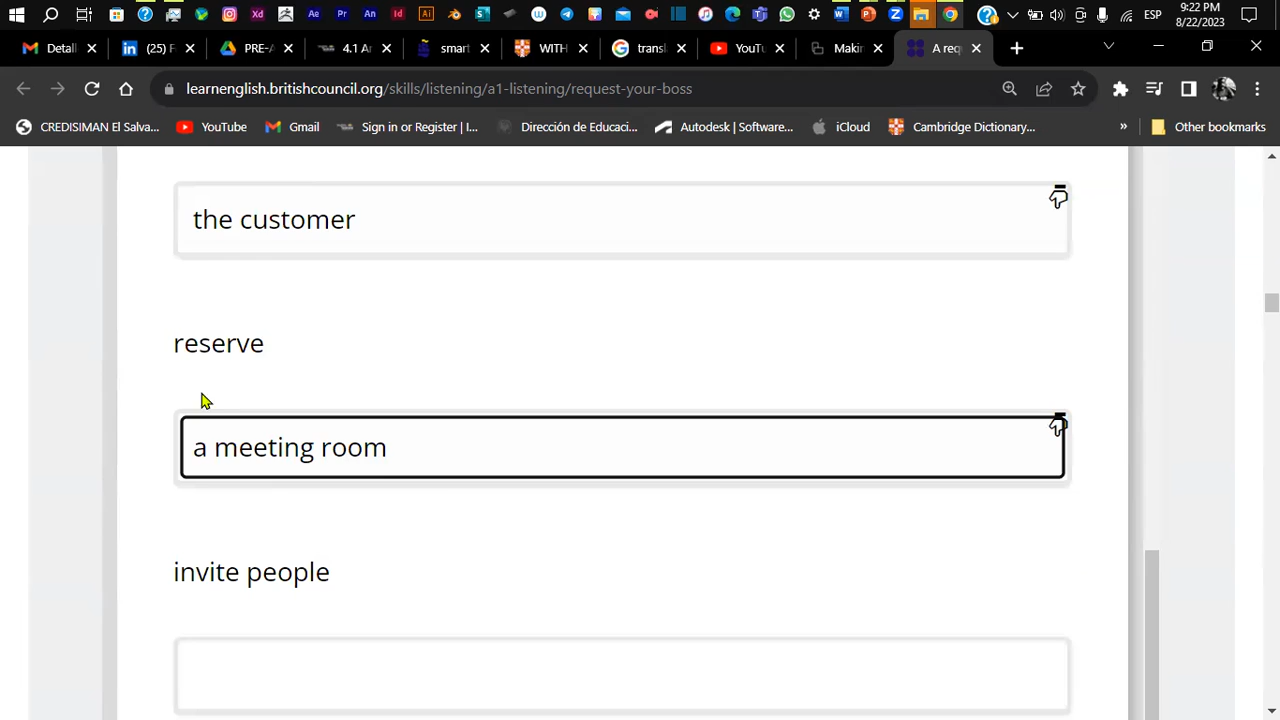 9:22 PM
ESP
8/22/2023
Detall
(25) F
PRE-A
4.1 A
smart
WITH
transl
YouTu
Makin
A req
learnenglish.britishcouncil.org/skills/listening/a1-listening/request-your-boss
CREDISIMAN El Salva...
YouTube
Gmail
Sign in or Register | I...
Dirección de Educaci...
Autodesk | Software...
iCloud
Cambridge Dictionary...
»
Other bookmarks
the customer
reserve
a meeting room
invite people